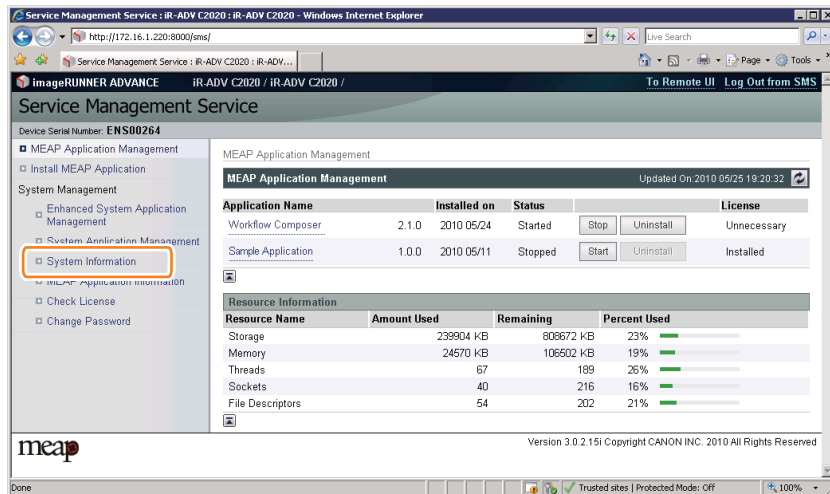 Service Management Service : iR-ADV C2020 : iR-ADV C2020 - Windows Internet Explorer
http://172.16.1.220:8000/sms/
Live Search
Service Management Service : iR-ADV C2020 : iR-ADV...
Page
Tools
imageRUNNER ADVANCE iR-ADV C2020 / iR-ADV C2020 /
To Remote UI Log Out from SMS
Service Management Service
Device Serial Number: ENS00264
MEAP Application Management
Install MEAP Application
System Management
Enhanced System Application
Management
System Application Management
System Information
MEAP Application Information
Check License
Change Password
MEAP Application Management
MEAP Application Management Updated On:2010 05/25 19:20:32
Application Name Installed on Status License
Workflow Composer 2.1.0 2010 05/24 Started Stop Uninstall Unnecessary
Sample Application 1.0.0 2010 05/11 Stopped Start Uninstall Installed
Resource Information
Resource Name Amount Used Remaining Percent Used
Storage 239904 KB 808672 KB 23%
Memory 24570 KB 106502 KB 19%
Threads 67 189 26%
Sockets 40 216 16%
File Descriptors 54 202 21%
meap
Version 3.0.2.15i Copyright CANON INC. 2010 All Rights Reserved
Done
Trusted sites | Protected Mode: Off
100%